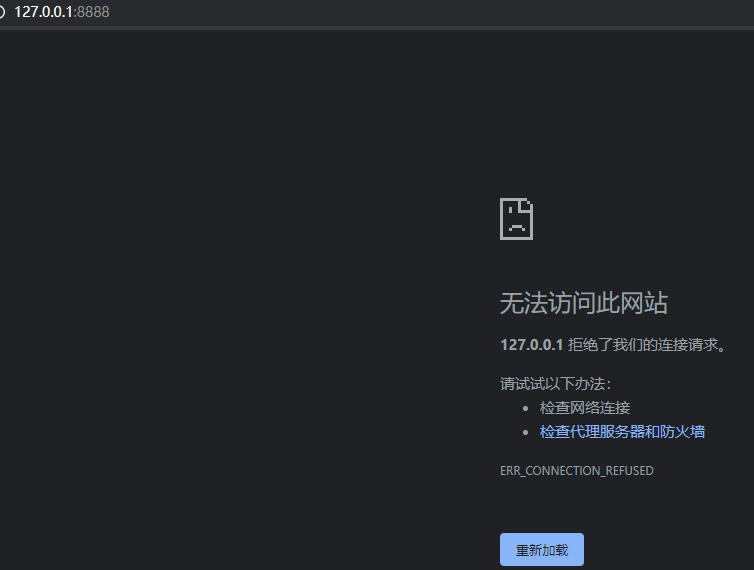 127.0.0.1:8888
无法访问此网站
127.0.0.1 拒绝了我们的连接请求。
请试试以下办法：
• 检查网络连接
• 检查代理服务器和防火墙
ERR_CONNECTION_REFUSED
重新加载